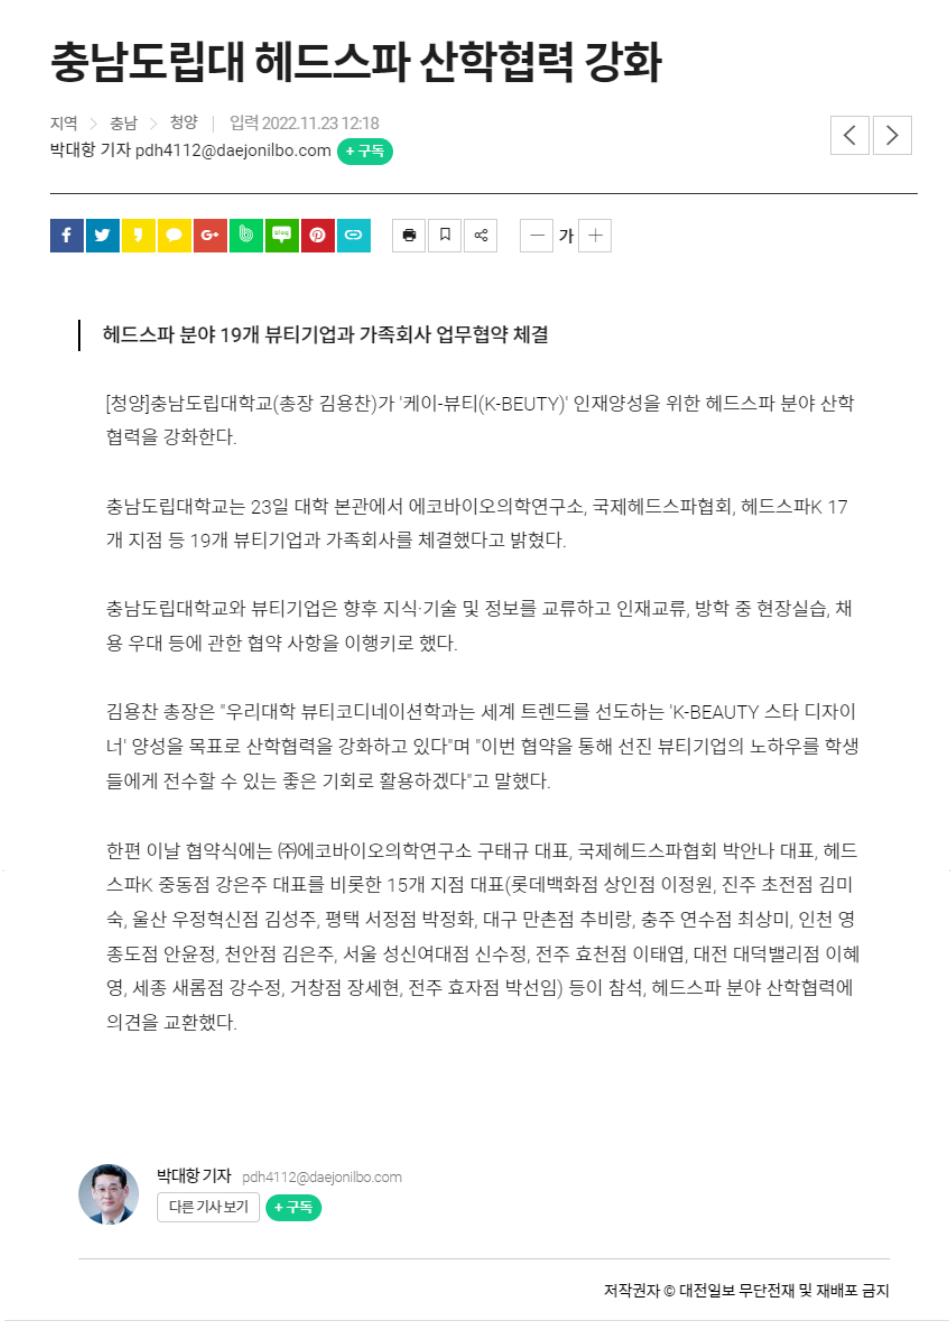 충남도립대 헤드스파 산학협력 강화
지역 > 충남 > 청양 | 입력 2022.11.23 12:18
박대항 기자 pdh4112@daejonilbo.com + 구독
f G+ b blog
가
헤드스파 분야 19개 뷰티기업과 가족회사 업무협약 체결
[청양]충남도립대학교(총장 김용찬)가 '케이-뷰티(K-BEUTY)' 인재양성을 위한 헤드스파 분야 산학
협력을 강화한다.
충남도립대학교는 23일 대학 본관에서 에코바이오의학연구소, 국제헤드스파협회, 헤드스파K 17
개 지점 등 19개 뷰티기업과 가족회사를 체결했다고 밝혔다.
충남도립대학교와 뷰티기업은 향후 지식·기술 및 정보를 교류하고 인재교류, 방학 중 현장실습, 채
용 우대 등에 관한 협약 사항을 이행키로 했다.
김용찬 총장은 "우리대학 뷰티코디네이션학과는 세계 트렌드를 선도하는 'K-BEAUTY 스타 디자이
너' 양성을 목표로 산학협력을 강화하고 있다"며 "이번 협약을 통해 선진 뷰티기업의 노하우를 학생
들에게 전수할 수 있는 좋은 기회로 활용하겠다"고 말했다.
한편 이날 협약식에는 ㈜에코바이오의학연구소 구태규 대표, 국제헤드스파협회 박안나 대표, 헤드
스파K 중동점 강은주 대표를 비롯한 15개 지점 대표(롯데백화점 상인점 이정원, 진주 초전점 김미
숙, 울산 우정혁신점 김성주, 평택 서정점 박정화, 대구 만촌점 추비랑, 충주 연수점 최상미, 인천 영
종도점 안윤정, 천안점 김은주, 서울 성신여대점 신수정, 전주 효천점 이태엽, 대전 대덕밸리점 이혜
영, 세종 새롬점 강수정, 거창점 장세현, 전주 효자점 박선임) 등이 참석, 헤드스파 분야 산학협력에
의견을 교환했다.
박대항 기자 pdh4112@daejonilbo.com
다른 기사 보기 + 구독
저작권자 © 대전일보 무단전재 및 재배포 금지